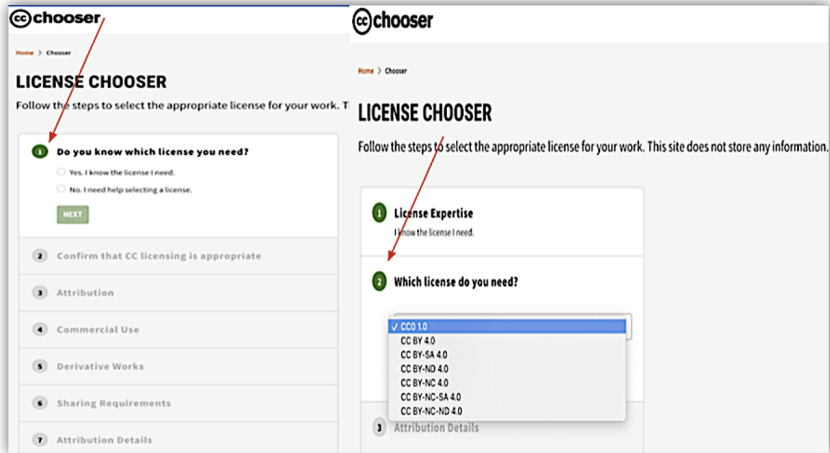 cc chooser
Home > Chooser
LICENSE CHOOSER
Follow the steps to select the appropriate license for your work. T
1 Do you know which license you need?
Yes. I know the license I need.
No. I need help selecting a license.
NEXT
2 Confirm that CC licensing is appropriate
3 Attribution
4 Commercial Use
5 Derivative Works
6 Sharing Requirements
7 Attribution Details
cc chooser
Home > Chooser
LICENSE CHOOSER
Follow the steps to select the appropriate license for your work. This site does not store any information.
1 License Expertise
I know the license I need.
2 Which license do you need?
✓ CC0 1.0
CC BY 4.0
CC BY-SA 4.0
CC BY-ND 4.0
CC BY-NC 4.0
CC BY-NC-SA 4.0
CC BY-NC-ND 4.0
3 Attribution Details